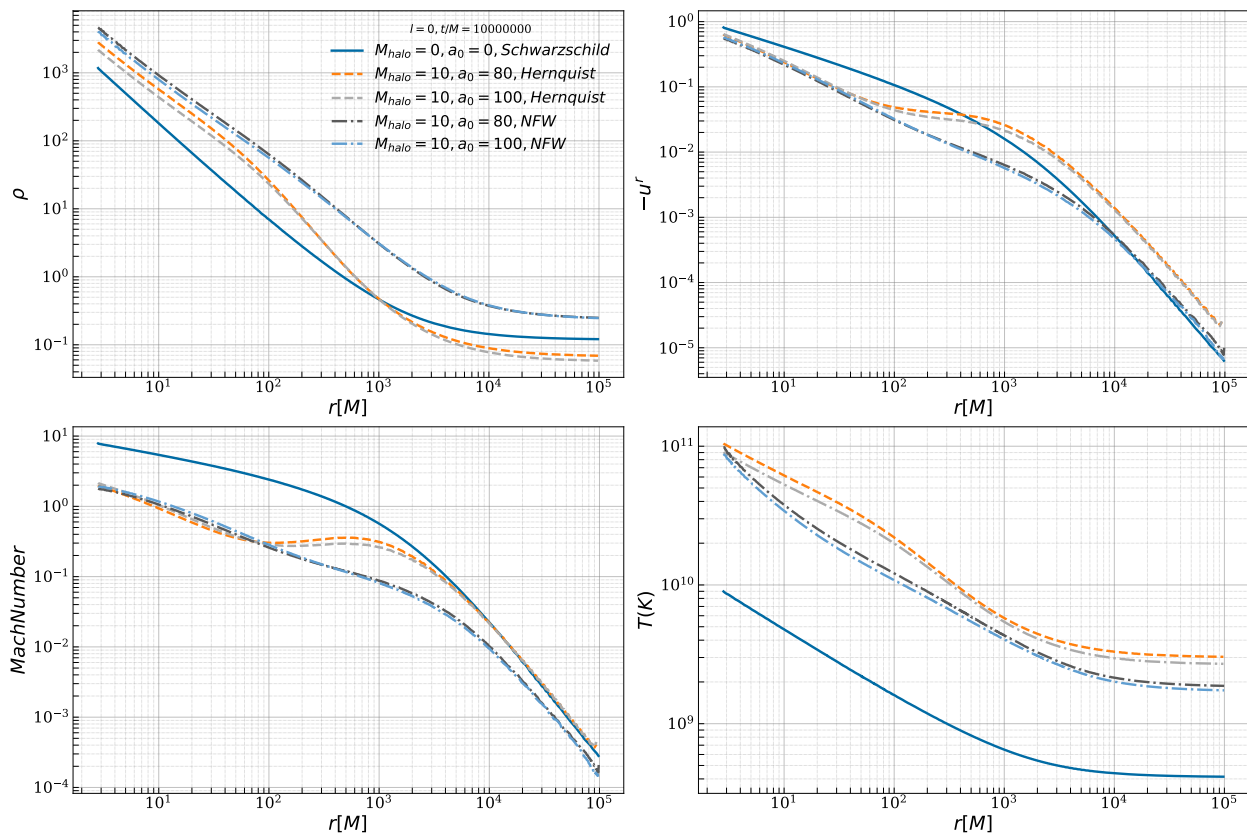 l = 0, t/M = 10000000
M_halo = 0, a_0 = 0, Schwarzschild
M_halo = 10, a_0 = 80, Hernquist
M_halo = 10, a_0 = 100, Hernquist
M_halo = 10, a_0 = 80, NFW
M_halo = 10, a_0 = 100, NFW
ρ
10^3
10^2
10^1
10^0
10^-1
10^1 10^2 10^3 10^4 10^5
r[M]
−u^r
10^0
10^-1
10^-2
10^-3
10^-4
10^-5
10^1 10^2 10^3 10^4 10^5
r[M]
MachNumber
10^1
10^0
10^-1
10^-2
10^-3
10^-4
10^1 10^2 10^3 10^4 10^5
r[M]
T(K)
10^11
10^10
10^9
10^1 10^2 10^3 10^4 10^5
r[M]